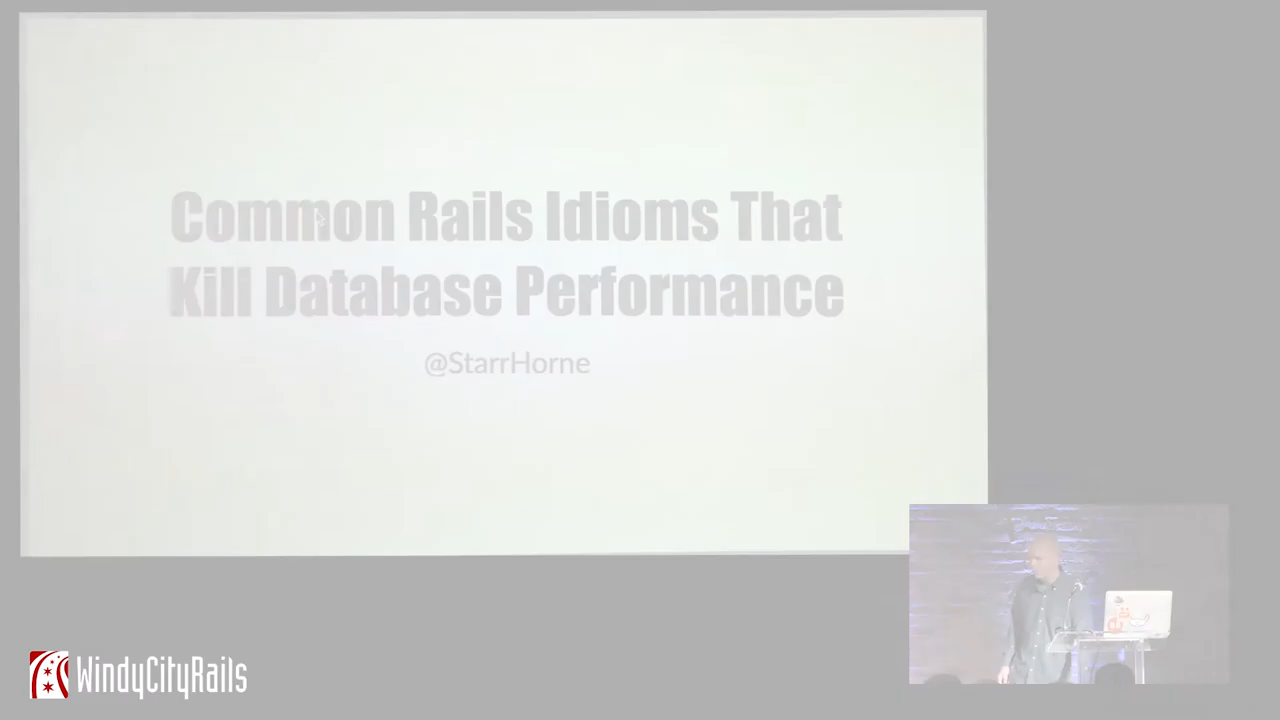 Common Rails Idioms That
Kill Database Performance
@StarrHorne
WindyCityRails